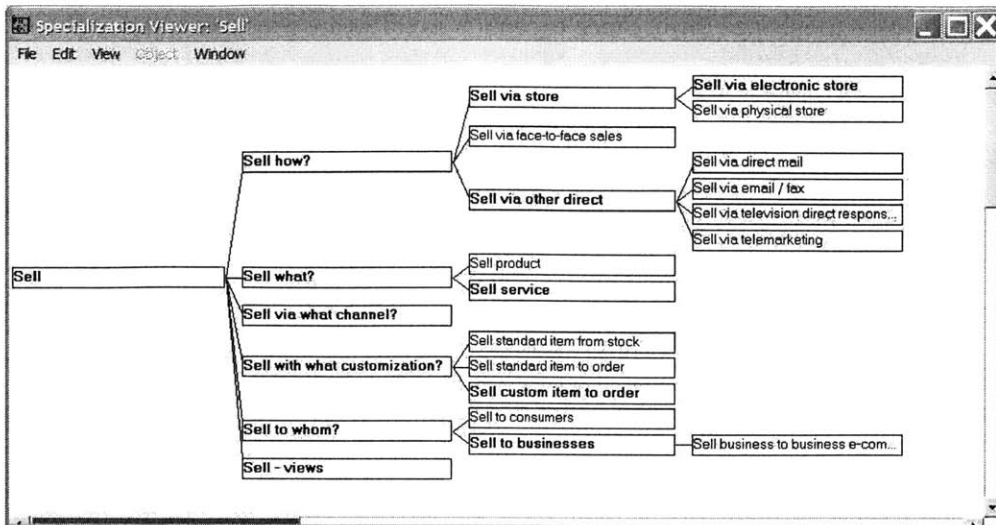 Specialization Viewer: 'Sell'
File Edit View Object Window
Sell via electronic store
Sell via store
Sell via physical store
Sell via face-to-face sales
Sell how?
Sell via direct mail
Sell via email / fax
Sell via other direct
Sell via television direct respons...
Sell via telemarketing
Sell
Sell what?
Sell product
Sell service
Sell via what channel?
Sell standard item from stock
Sell with what customization?
Sell standard item to order
Sell custom item to order
Sell to consumers
Sell to whom?
Sell to businesses
Sell business to business e-com...
Sell - views